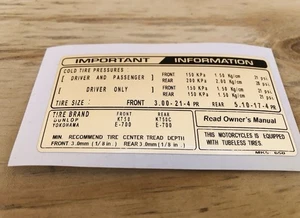 IMPORTANT INFORMATION
COLD TIRE PRESSURES
DRIVER AND PASSENGER FRONT 150 KPa 1.50 Kg/cm 21 psi
REAR 200 KPa 2.00 Kg/cm psi
DRIVER ONLY FRONT 150 KPa 1.50 Kg/cm 21 psi
REAR 150 KPa 1.50 Kg/cm 21 psi
TIRE SIZE: FRONT 3.00-21-4 PR REAR 5.10-17-4 PR
TIRE BRAND FRONT REAR
DUNLOP
YOKOHAMA E-700 E-700
MIN RECOMMEND TIRE CENTER TREAD DEPTH
FRONT 3.0mm (1/8 in.) REAR 3.0mm (1/8 in.)
Read Owner's Manual
THIS MOTORCYCLES IS EQUIPPED
WITH TUBELESS TIRES.